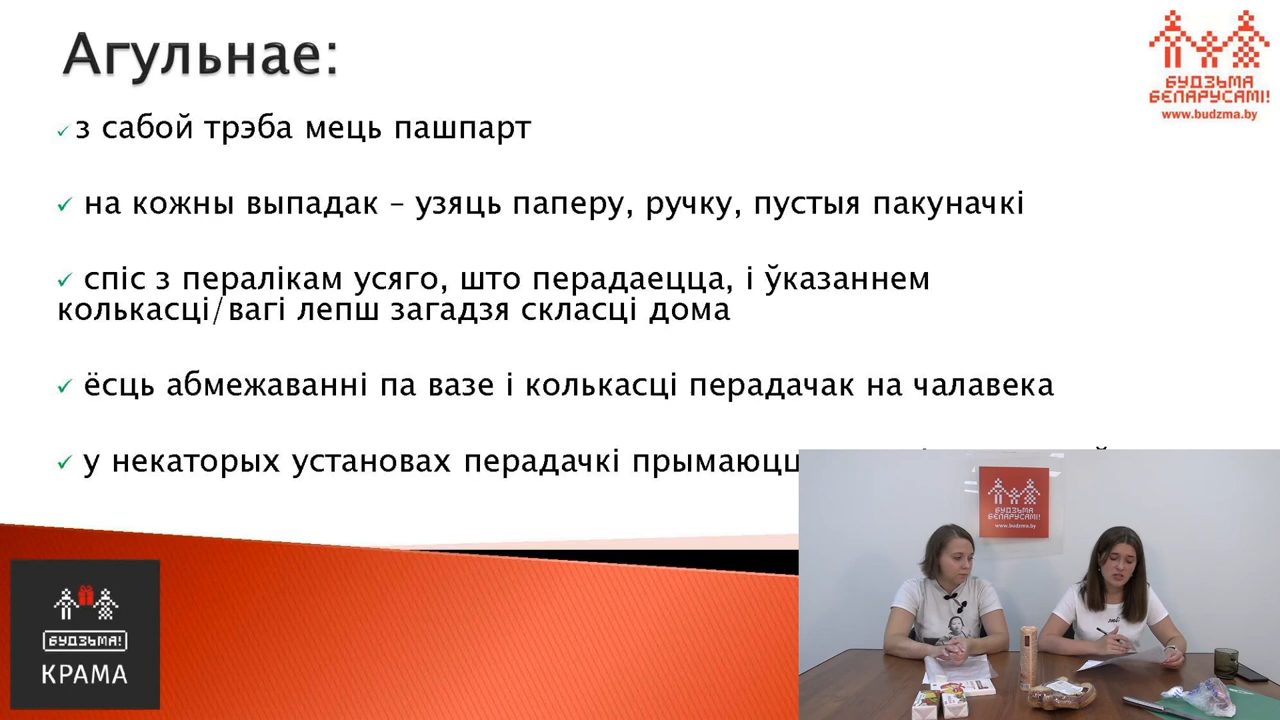 Агульнае:
БУДЗЬМА
БЕЛАРУСАМІ!
www.budzma.by
✓ з сабой трэба мець пашпарт
✓ на кожны выпадак – узяць паперу, ручку, пустыя пакуначкі
✓ спіс з пералікам усяго, што перадаецца, і ўказаннем
колькасці/вагі лепш загадзя скласці дома
✓ ёсць абмежаванні па вазе і колькасці перадачак на чалавека
✓ у некаторых установах перадачкі прымаюцц
БУДЗЬМА
БЕЛАРУСАМІ!
www.budzma.by
БУДЗЬМА!
КРАМА